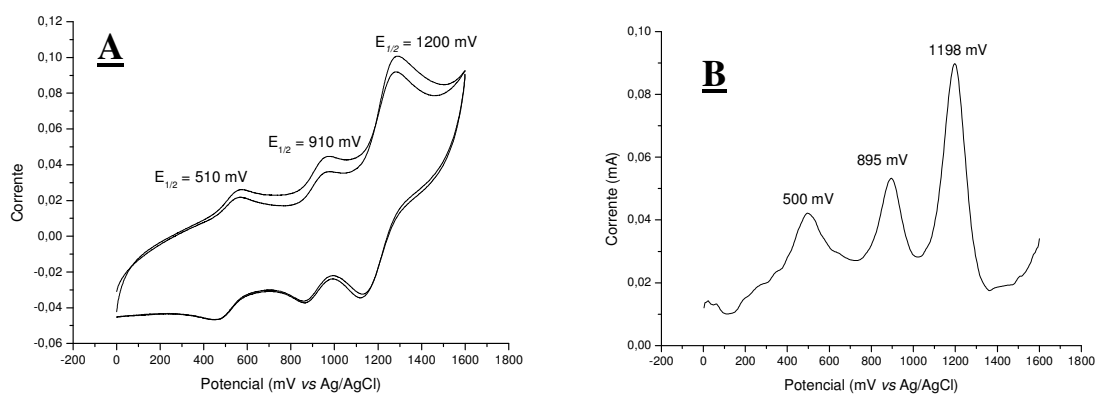 A
E1/2 = 1200 mV
E1/2 = 910 mV
E1/2 = 510 mV
Corrente
0,12
0,10
0,08
0,06
0,04
0,02
0,00
-0,02
-0,04
-0,06
-200 0 200 400 600 800 1000 1200 1400 1600 1800
Potencial (mV vs Ag/AgCl)
B
1198 mV
895 mV
500 mV
Corrente (mA)
0,10
0,08
0,06
0,04
0,02
0,00
-200 0 200 400 600 800 1000 1200 1400 1600 1800
Potencial (mV vs Ag/AgCl)